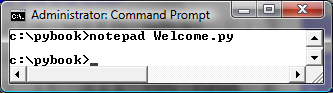 Administrator: Command Prompt
c:\pybook>notepad Welcome.py
c:\pybook>_